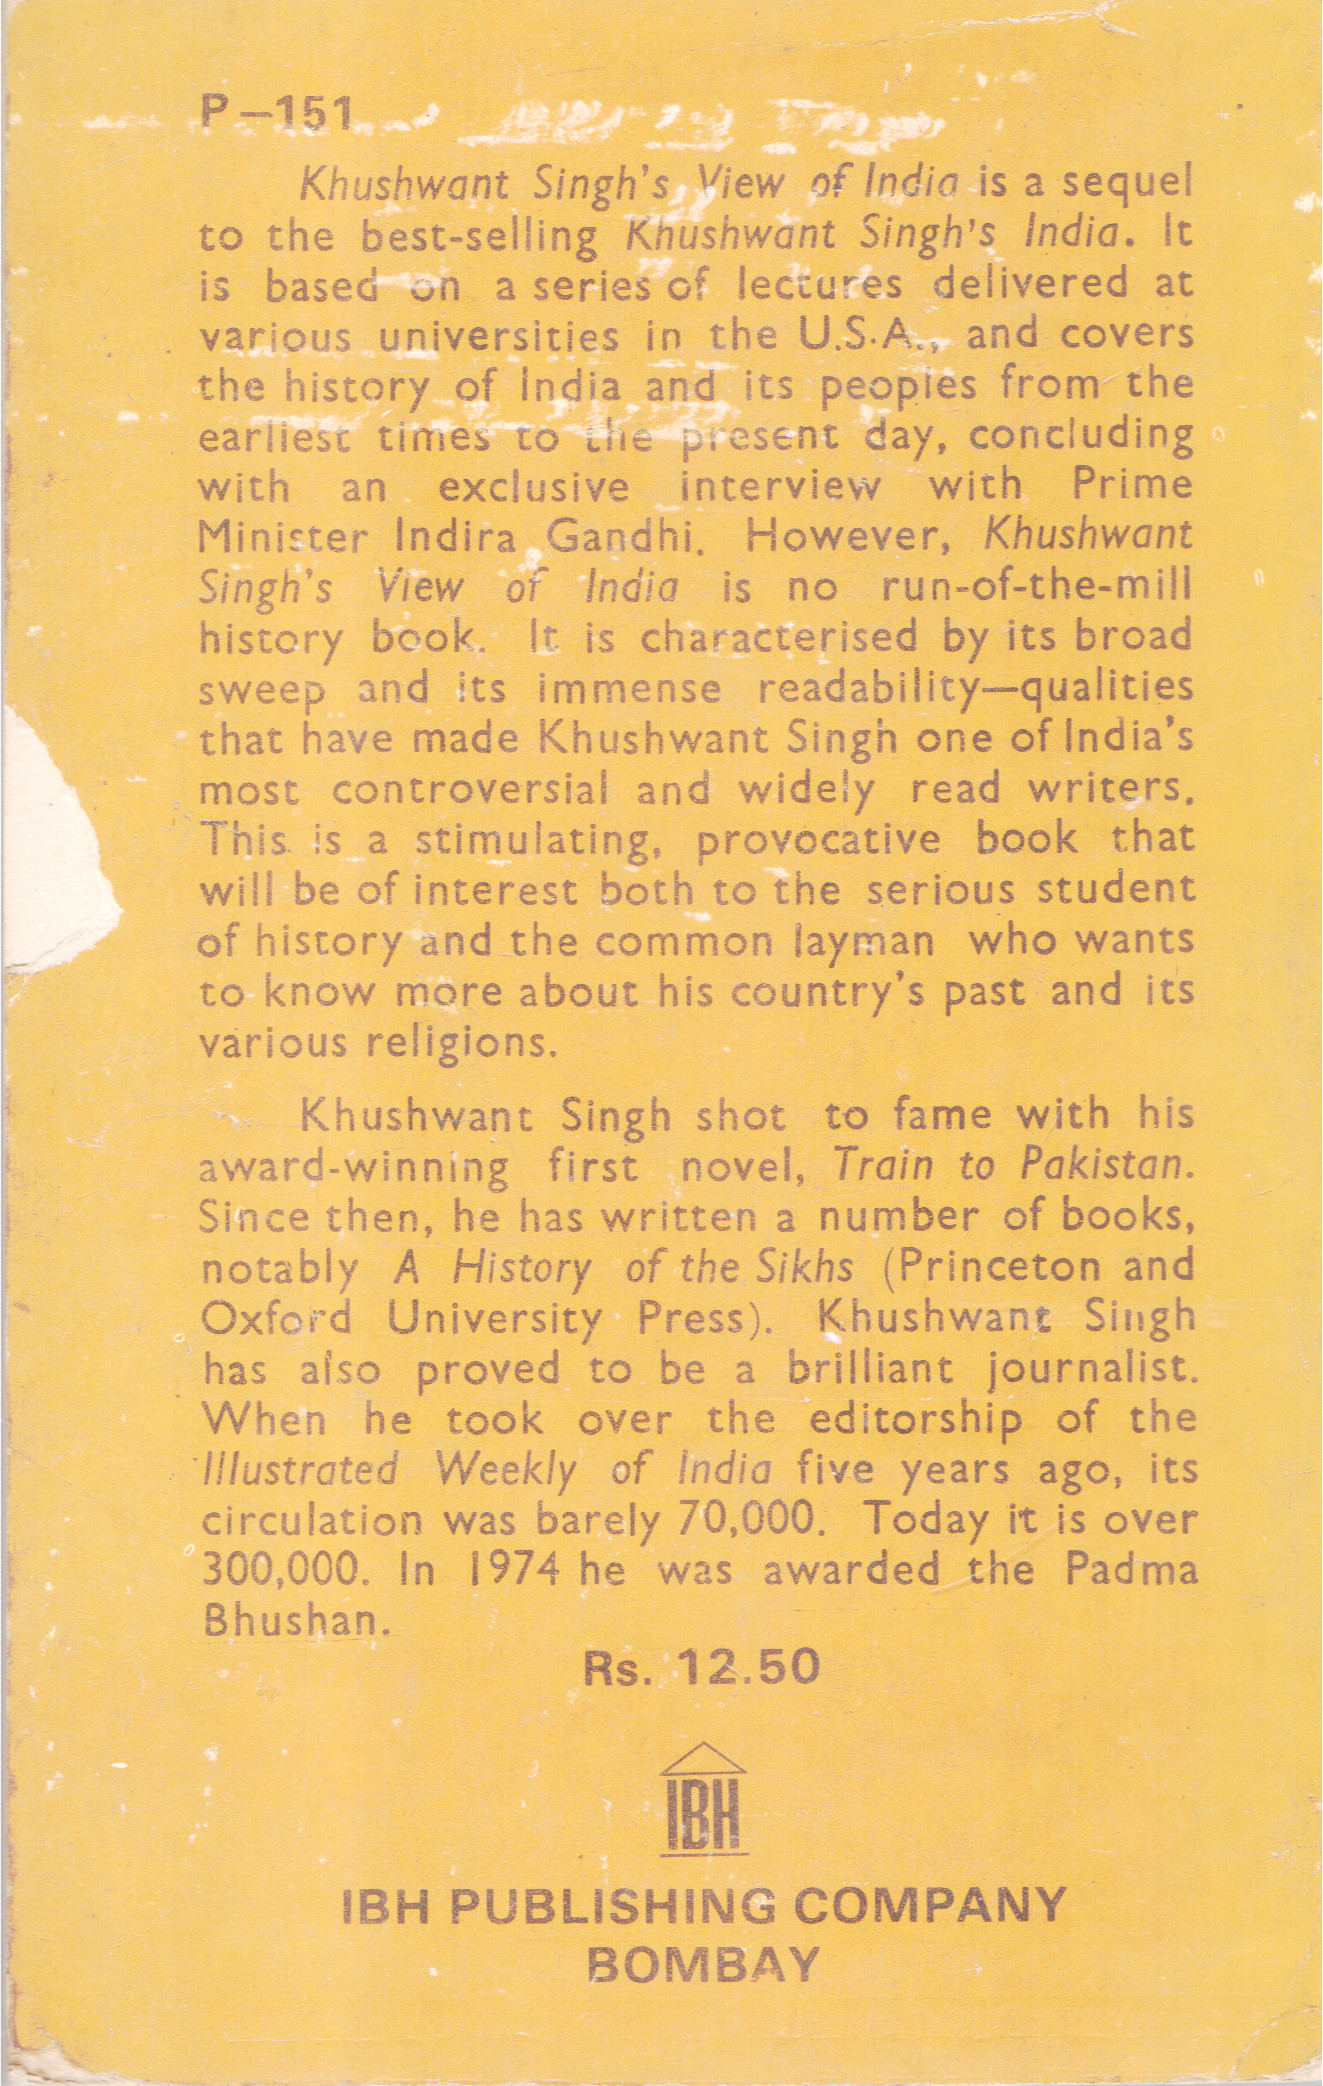 P—151
Khushwant Singh's View of India is a sequel
to the best-selling Khushwant Singh's India. It
is based on a series of lectures delivered at
various universities in the U.S.A., and covers
the history of India and its peoples from the
earliest times to the present day, concluding
with an exclusive interview with Prime
Minister Indira Gandhi. However, Khushwant
Singh's View of India is no run-of-the-mill
history book. It is characterised by its broad
sweep and its immense readability—qualities
that have made Khushwant Singh one of India's
most controversial and widely read writers.
This is a stimulating, provocative book that
will be of interest both to the serious student
of history and the common layman who wants
to know more about his country's past and its
various religions.
Khushwant Singh shot to fame with his
award-winning first novel, Train to Pakistan.
Since then, he has written a number of books,
notably A History of the Sikhs (Princeton and
Oxford University Press). Khushwant Singh
has also proved to be a brilliant journalist.
When he took over the editorship of the
Illustrated Weekly of India five years ago, its
circulation was barely 70,000. Today it is over
300,000. In 1974 he was awarded the Padma
Bhushan.
Rs. 12.50
IBH
IBH PUBLISHING COMPANY
BOMBAY